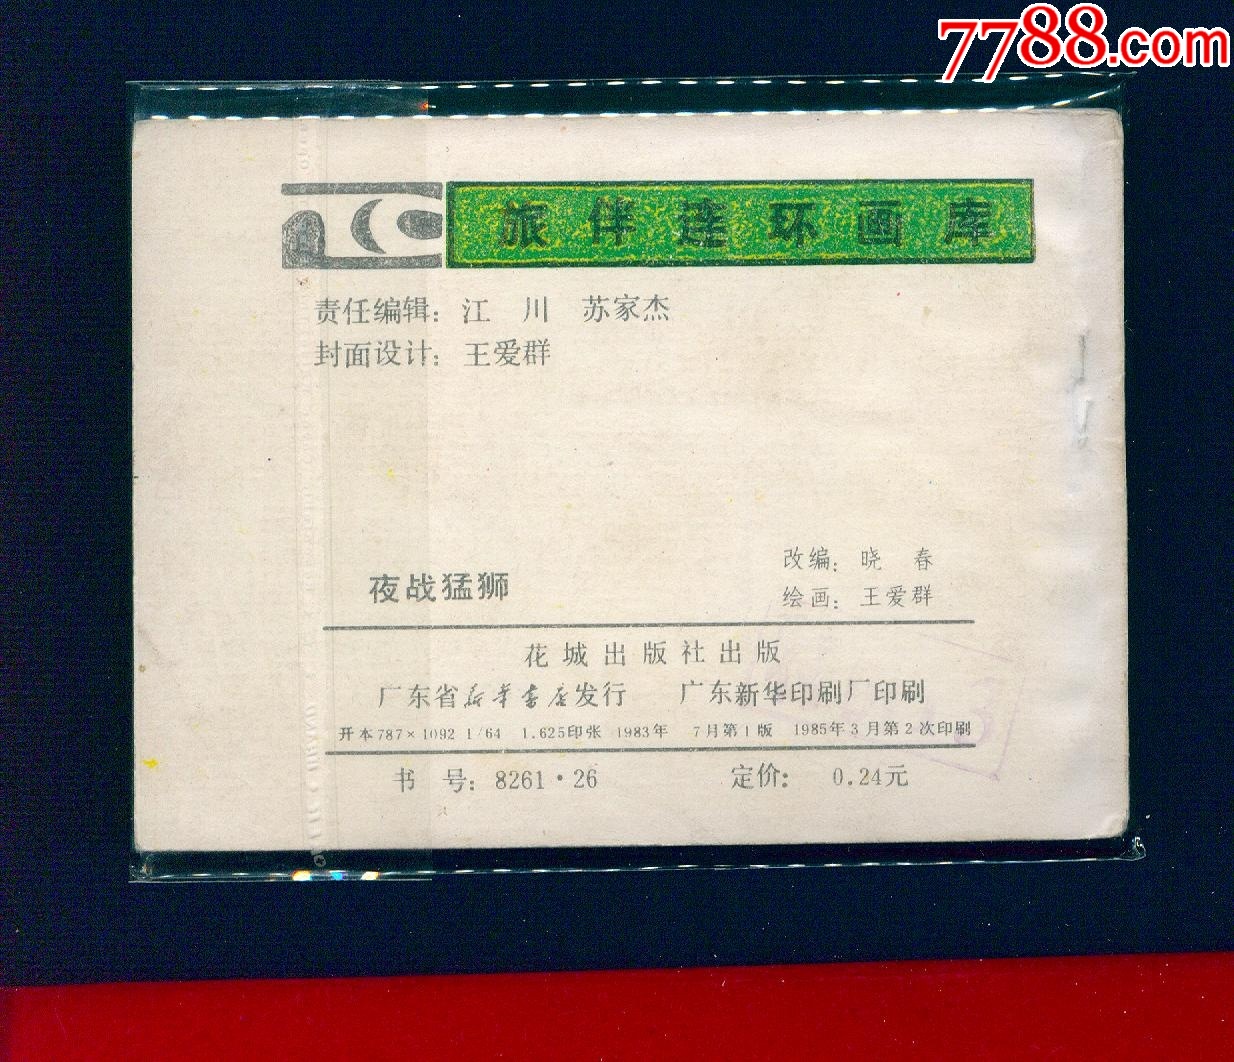 7788.com
旅伴连环画库
责任编辑：江 川 苏家杰
封面设计：王爱群
夜战猛狮
改编：晓 春
绘画：王爱群
花城出版社出版
广东省新华书店发行 广东新华印刷厂印刷
开本787×1092 1/64 1.625印张 1983年 7月第1版 1985年3月第2次印刷
书 号：8261·26 定价： 0.24元